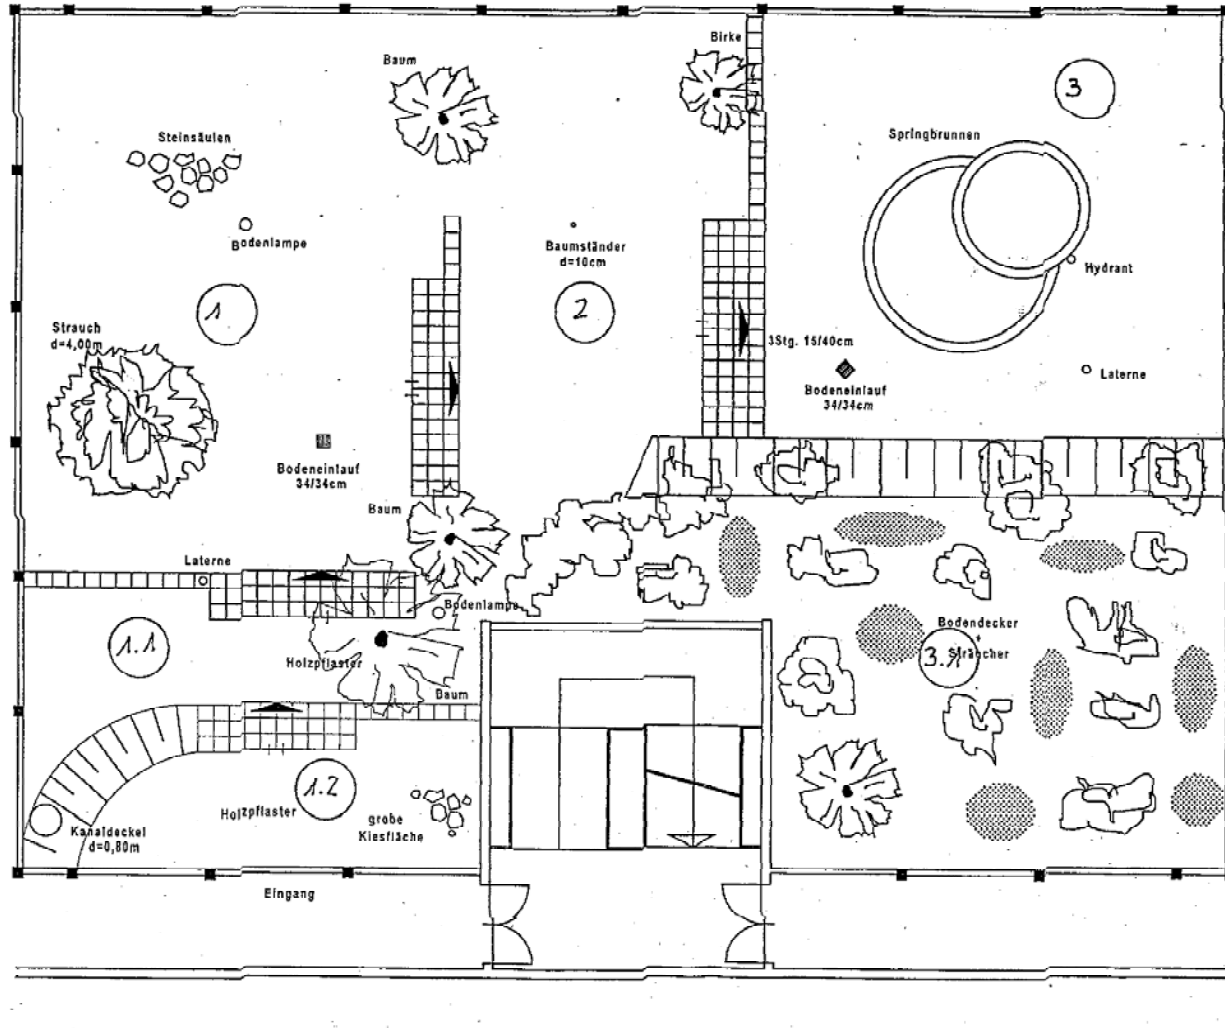 Birke
Baum
3
Springbrunnen
Steinsäulen
Bodenlampe
Baumständer
d=10cm
Hydrant
1
2
Strauch
d=4,00m
3Stg. 15/40cm
Laterne
Bodeneinlauf
34/34cm
Bodeneinlauf
34/34cm
Baum
Laterne
Bodenlampe
Bodendecker
+
Sträucher
1.1
3.1
Holzpflaster
Baum
1.2
Holzpflaster
grobe
Kiesfläche
Kanaldeckel
d=0,80m
Eingang